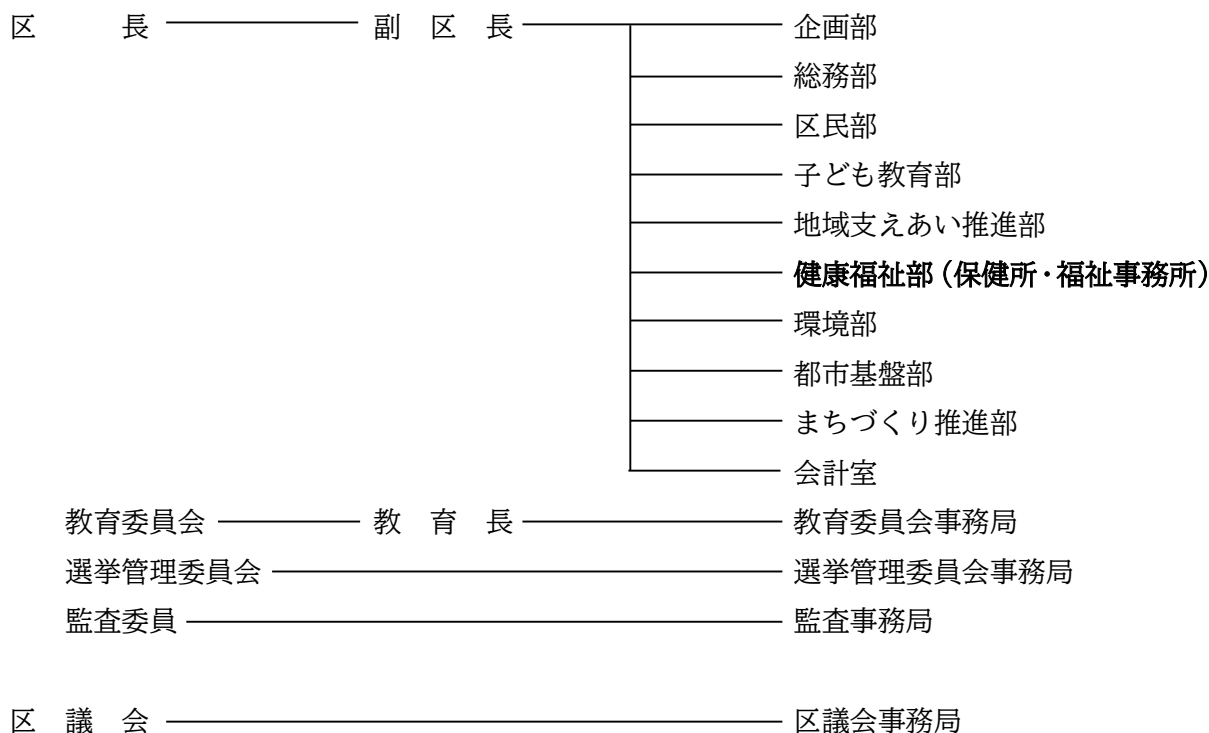 区 長 副 区 長 企画部
総務部
区民部
子ども教育部
地域支えあい推進部
健康福祉部（保健所・福祉事務所）
環境部
都市基盤部
まちづくり推進部
会計室
教育委員会 教 育 長 教育委員会事務局
選挙管理委員会 選挙管理委員会事務局
監査委員 監査事務局
区 議 会 区議会事務局